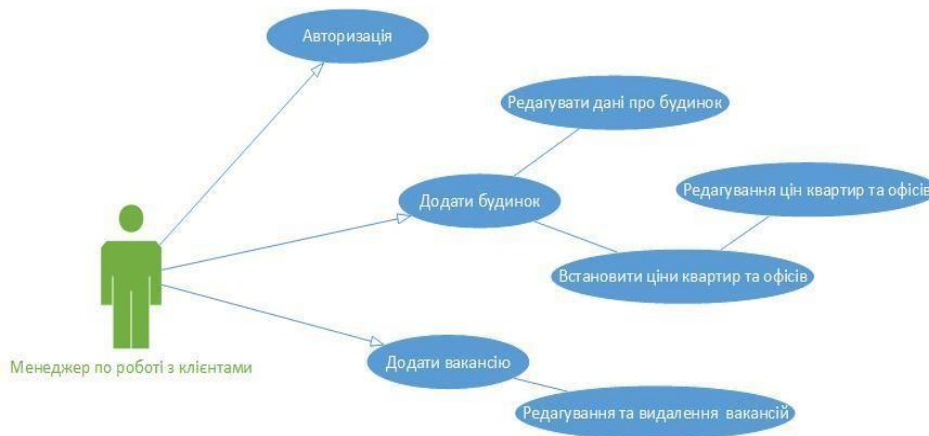 Авторизація
Редагувати дані про будинок
Додати будинок
Редагування цін квартир та офісів
Встановити ціни квартир та офісів
Менеджер по роботі з клієнтами
Додати вакансію
Редагування та видалення вакансій